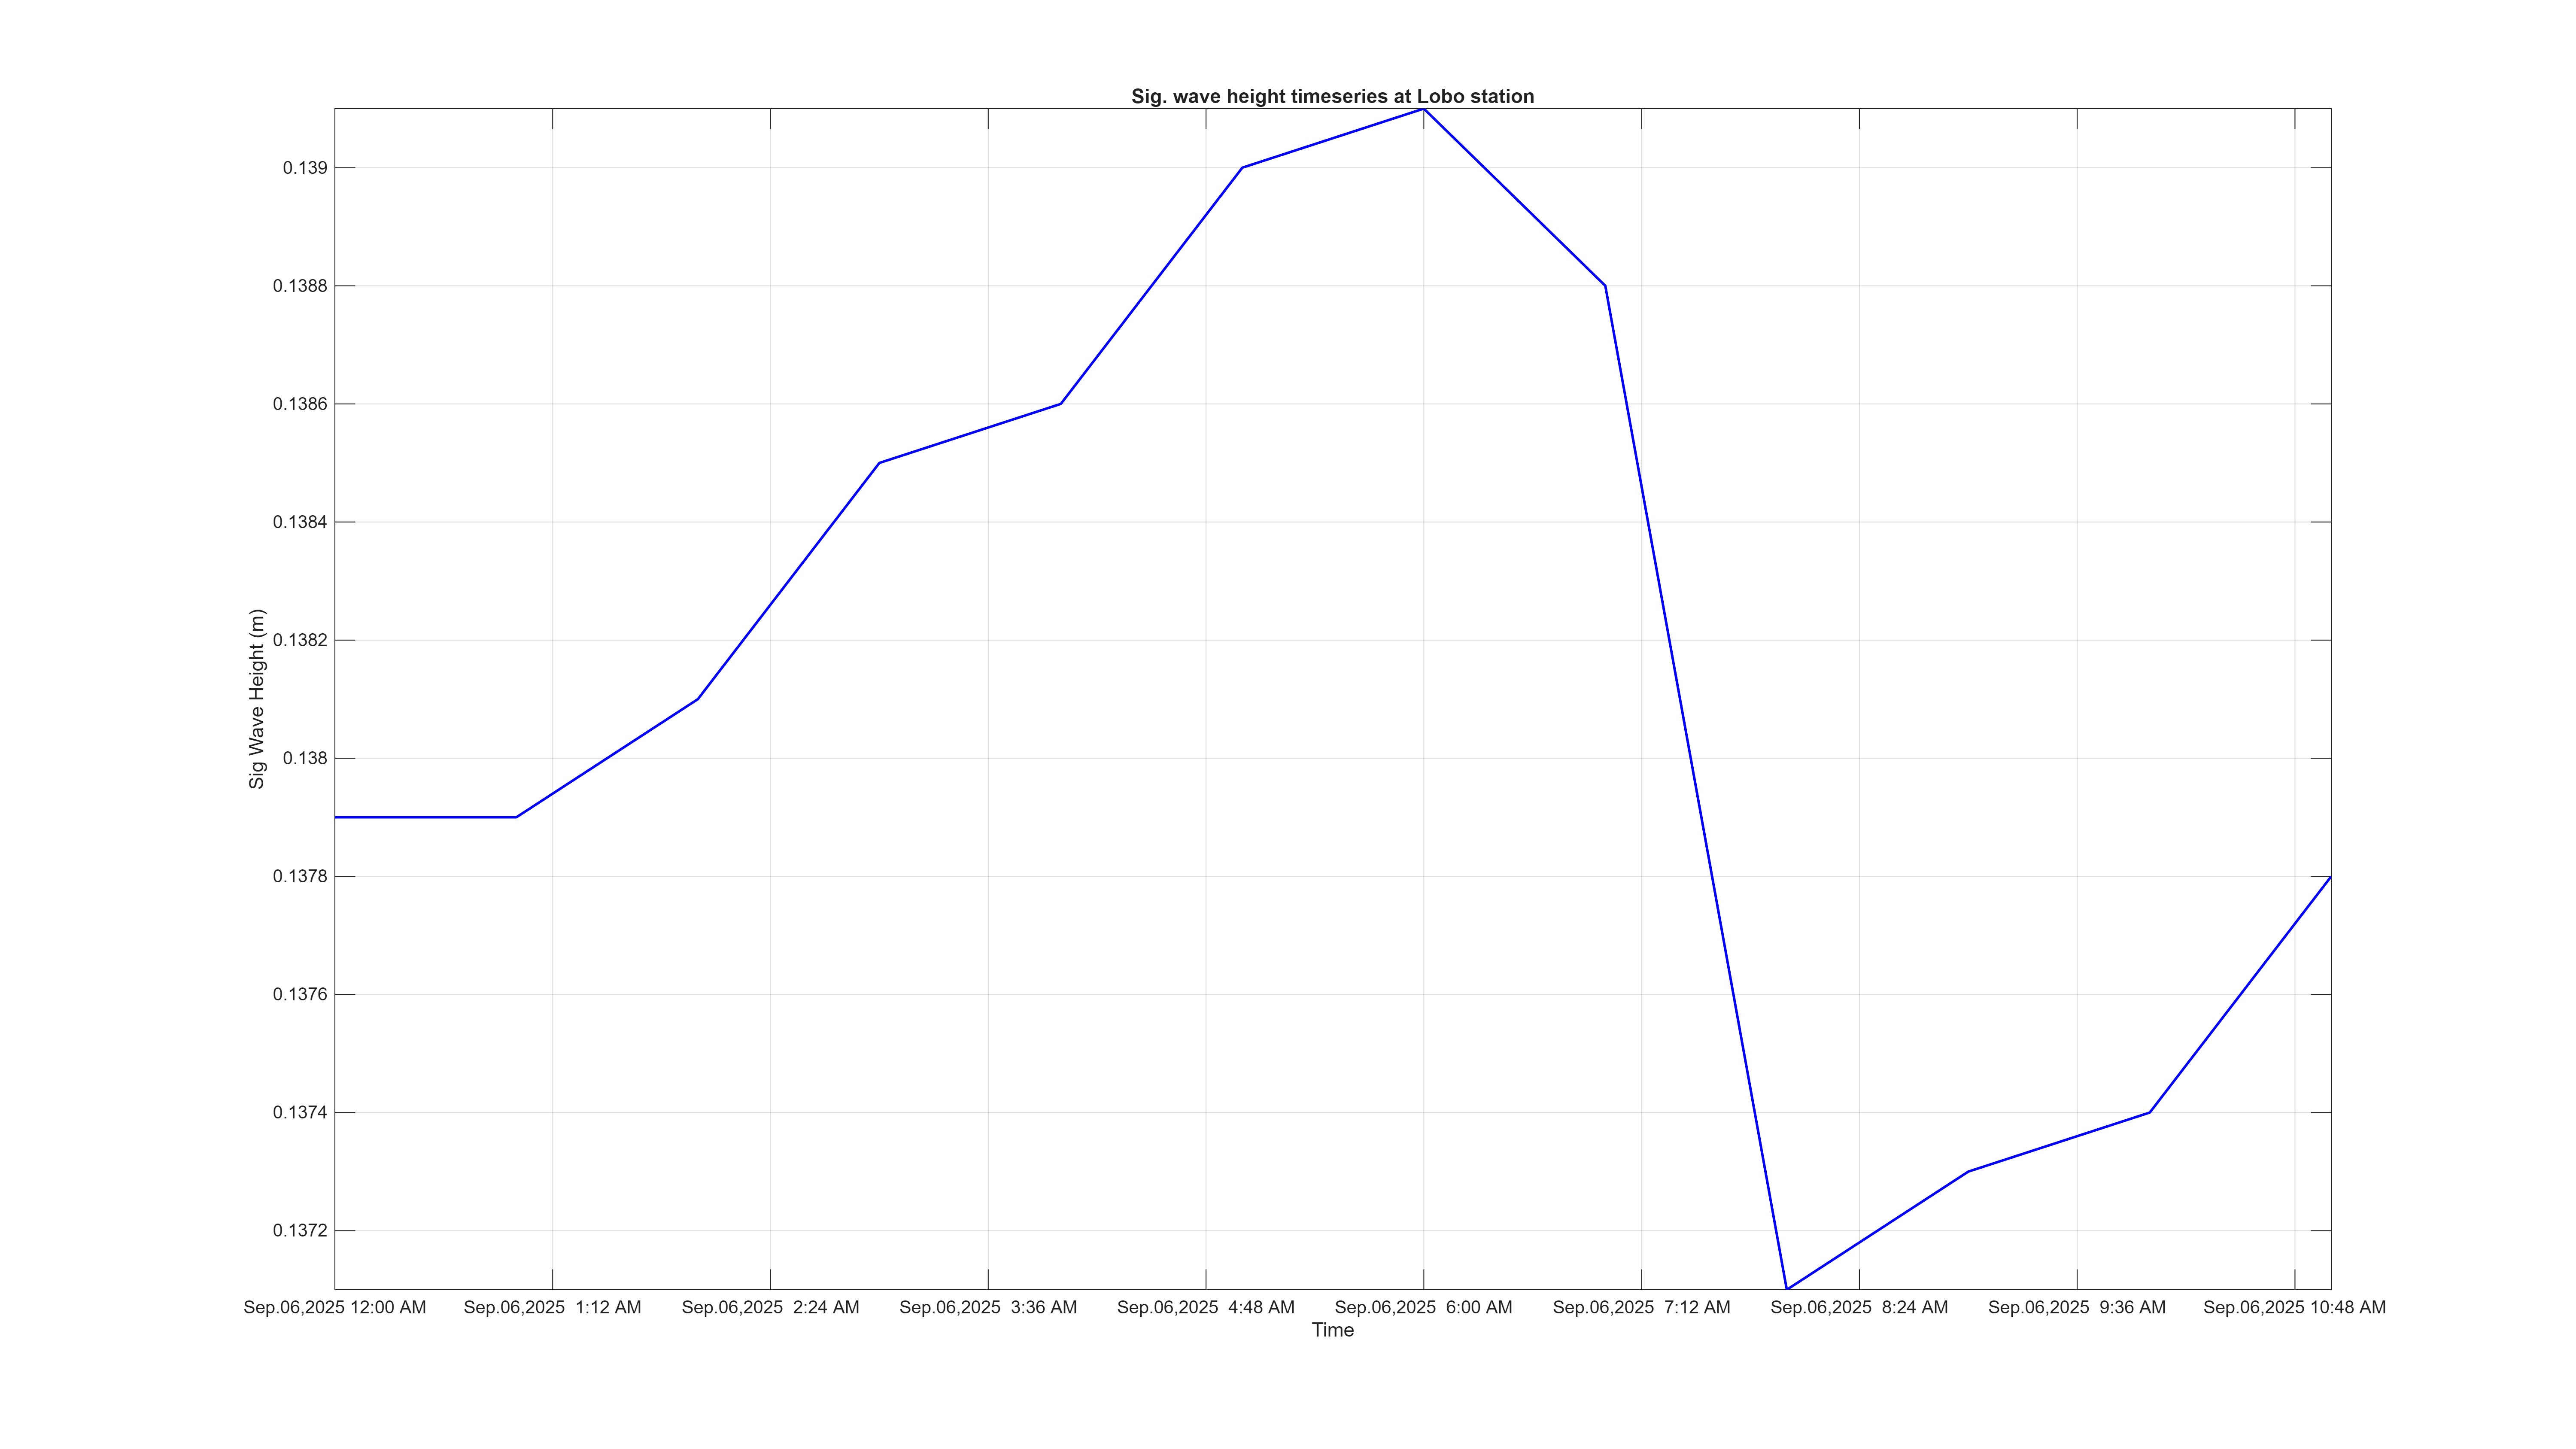 Sig. wave height timeseries at Lobo station
Sig Wave Height (m)
0.139
0.1388
0.1386
0.1384
0.1382
0.138
0.1378
0.1376
0.1374
0.1372
Sep.06,2025 12:00 AM
Sep.06,2025  1:12 AM
Sep.06,2025  2:24 AM
Sep.06,2025  3:36 AM
Sep.06,2025  4:48 AM
Sep.06,2025  6:00 AM
Sep.06,2025  7:12 AM
Sep.06,2025  8:24 AM
Sep.06,2025  9:36 AM
Sep.06,2025 10:48 AM
Time